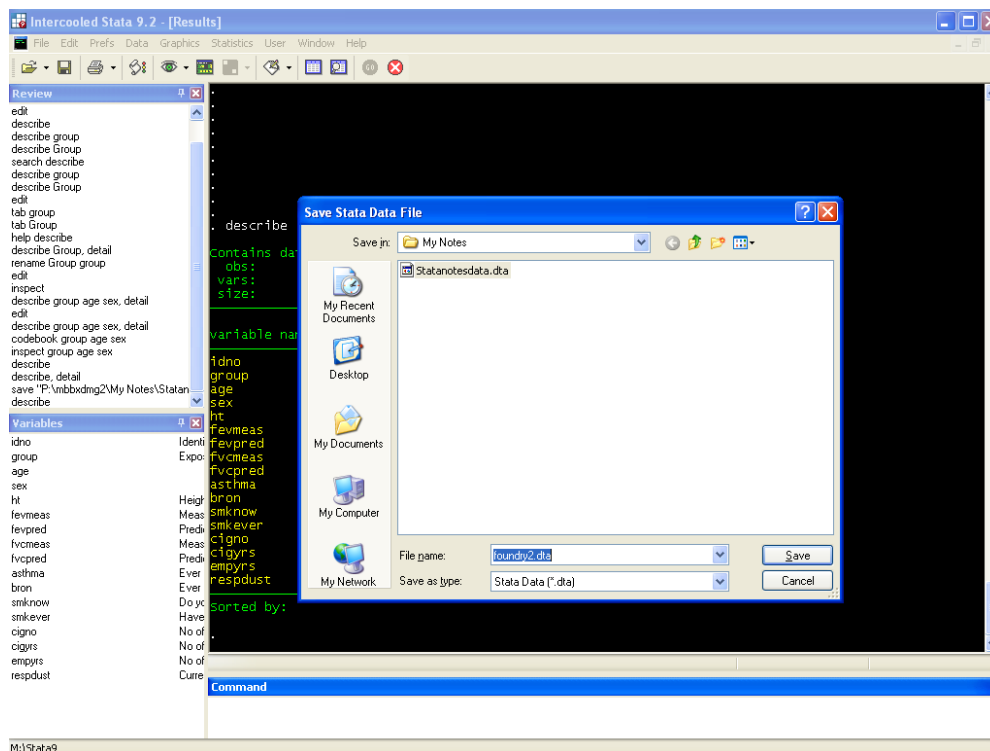 Intercooled Stata 9.2 - [Results]
File Edit Prefs Data Graphics Statistics User Window Help
Review
edit
describe
describe group
describe Group
search describe
describe group
describe Group
edit
tab group
tab Group
help describe
describe Group, detail
rename Group group
edit
inspect
describe group age sex, detail
edit
describe group age sex, detail
codebook group age sex
inspect group age sex
describe
describe, detail
save "P:\mbbxdmg2\My Notes\Statan
describe
Variables
idno Identi
group Expo
age
sex
ht Heigh
fevmeas Meas
fevpred Predi
fvcmeas Meas
fvcpred Predi
asthma Ever
bron Ever
smknow Do yo
smkever Have
cigno No of
cigyrs No of
empyrs No of
respdust Curre
. describe
Contains da
obs:
vars:
size:
variable nam
idno
group
age
sex
ht
fevmeas
fevpred
fvcmeas
fvcpred
asthma
bron
smknow
smkever
cigno
cigyrs
empyrs
respdust
Sorted by:
.
Save Stata Data File
Save in: My Notes
Statanotesdata.dta
My Recent Documents
Desktop
My Documents
My Computer
My Network
File name: foundry2.dta
Save
Save as type: Stata Data (*.dta)
Cancel
Command
M:\Stata9